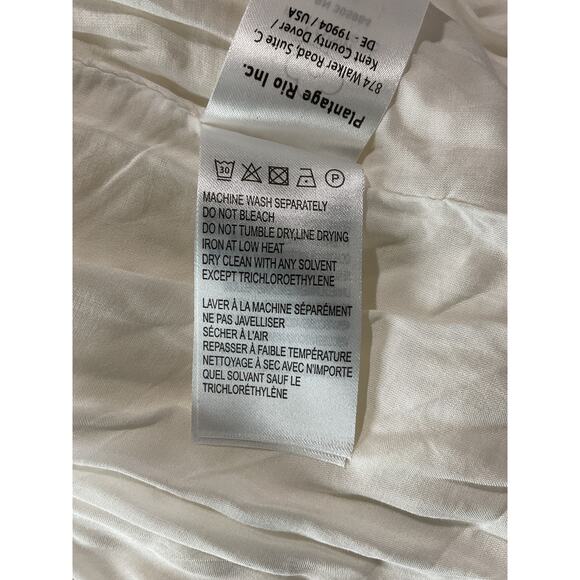 Plantage Rio Inc.
874 Walker Road, Suite C
Kent County Dover /
DE - 19904 / USA
30
P
MACHINE WASH SEPARATELY
DO NOT BLEACH
DO NOT TUMBLE DRY,LINE DRYING
IRON AT LOW HEAT
DRY CLEAN WITH ANY SOLVENT
EXCEPT TRICHLOROETHYLENE
LAVER À LA MACHINE SÉPARÉMENT
NE PAS JAVELLISER
SÉCHER À L'AIR
REPASSER À FAIBLE TEMPÉRATURE
NETTOYAGE À SEC AVEC N'IMPORTE
QUEL SOLVANT SAUF LE
TRICHLORÉTHYLÈNE